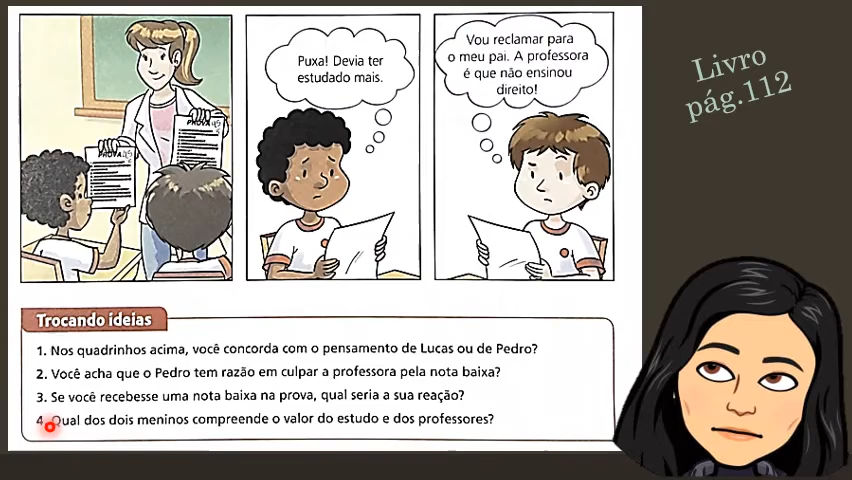 PROVA
PROVA
Puxa! Devia ter
estudado mais.
Vou reclamar para
o meu pai. A professora
é que não ensinou
direito!
Livro
pág.112
Trocando ideias
1. Nos quadrinhos acima, você concorda com o pensamento de Lucas ou de Pedro?
2. Você acha que o Pedro tem razão em culpar a professora pela nota baixa?
3. Se você recebesse uma nota baixa na prova, qual seria a sua reação?
4. Qual dos dois meninos compreende o valor do estudo e dos professores?